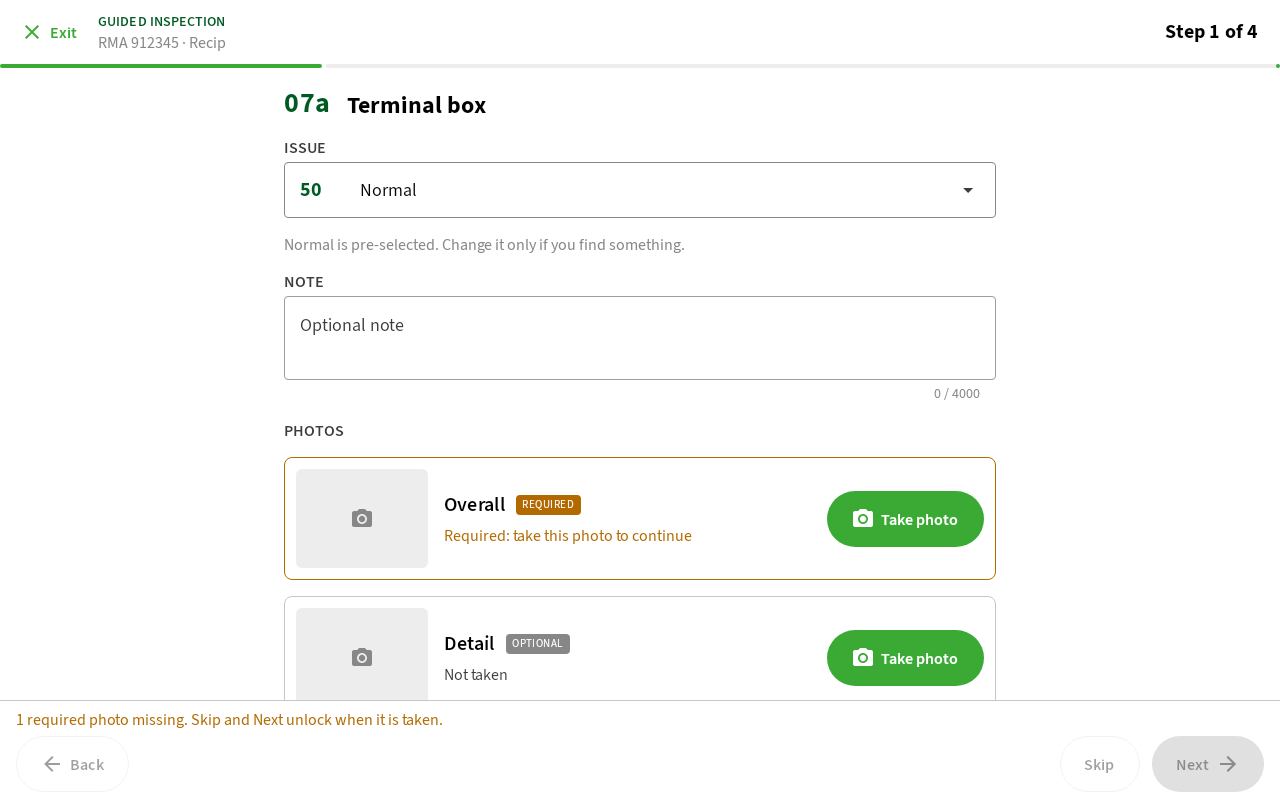 Exit
GUIDED INSPECTION
RMA 912345 · Recip
Step 1 of 4
07a Terminal box
ISSUE
50 Normal
Normal is pre-selected. Change it only if you find something.
NOTE
Optional note
0 / 4000
PHOTOS
Overall REQUIRED
Required: take this photo to continue
Take photo
Detail OPTIONAL
Not taken
Take photo
1 required photo missing. Skip and Next unlock when it is taken.
Back
Skip
Next